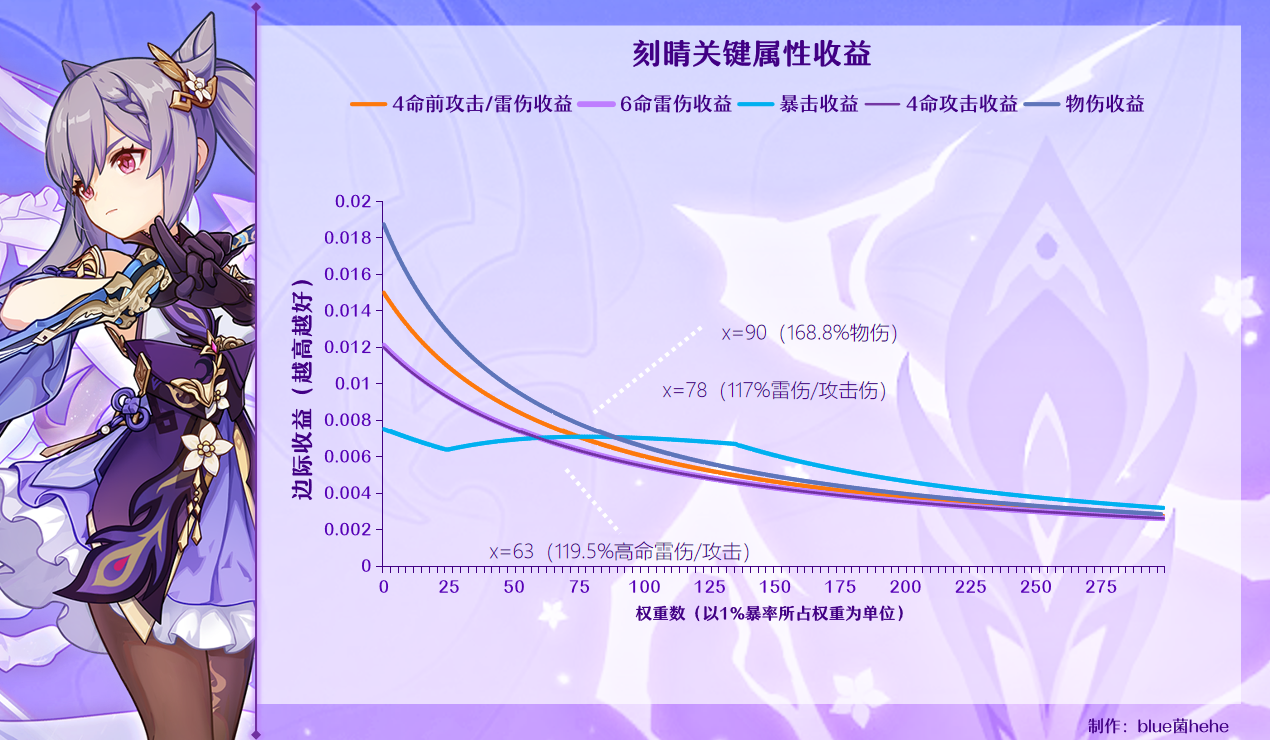 刻晴关键属性收益
4命前攻击/雷伤收益 6命雷伤收益 暴击收益 4命攻击收益 物伤收益
边际收益（越高越好）
0.02
0.018
0.016
0.014
0.012
0.01
0.008
0.006
0.004
0.002
0
x=90（168.8%物伤）
x=78（117%雷伤/攻击伤）
x=63（119.5%高命雷伤/攻击）
0 25 50 75 100 125 150 175 200 225 250 275
权重数（以1%暴率所占权重为单位）
制作：blue菌hehe